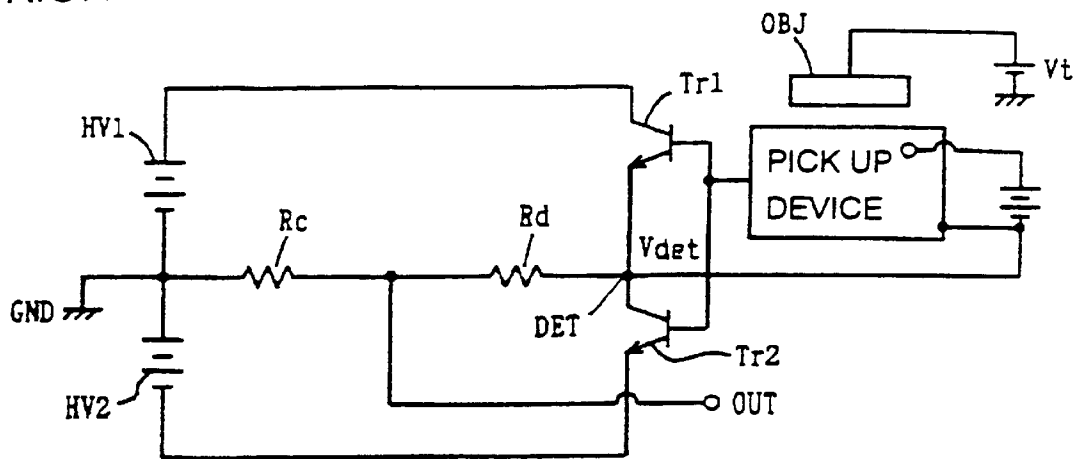 OBJ
Vt
Tr1
HV1
PICK UP
DEVICE
Rc
Rd
Vdet
GND
DET
Tr2
HV2
OUT